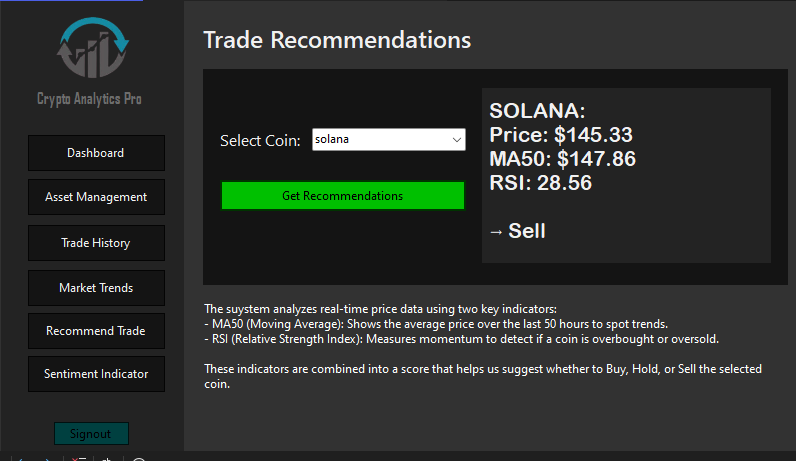 Crypto Analytics Pro
Dashboard
Asset Management
Trade History
Market Trends
Recommend Trade
Sentiment Indicator
Signout
Trade Recommendations
Select Coin: solana
Get Recommendations
SOLANA:
Price: $145.33
MA50: $147.86
RSI: 28.56
→ Sell
The suystem analyzes real-time price data using two key indicators:
- MA50 (Moving Average): Shows the average price over the last 50 hours to spot trends.
- RSI (Relative Strength Index): Measures momentum to detect if a coin is overbought or oversold.
These indicators are combined into a score that helps us suggest whether to Buy, Hold, or Sell the selected
coin.